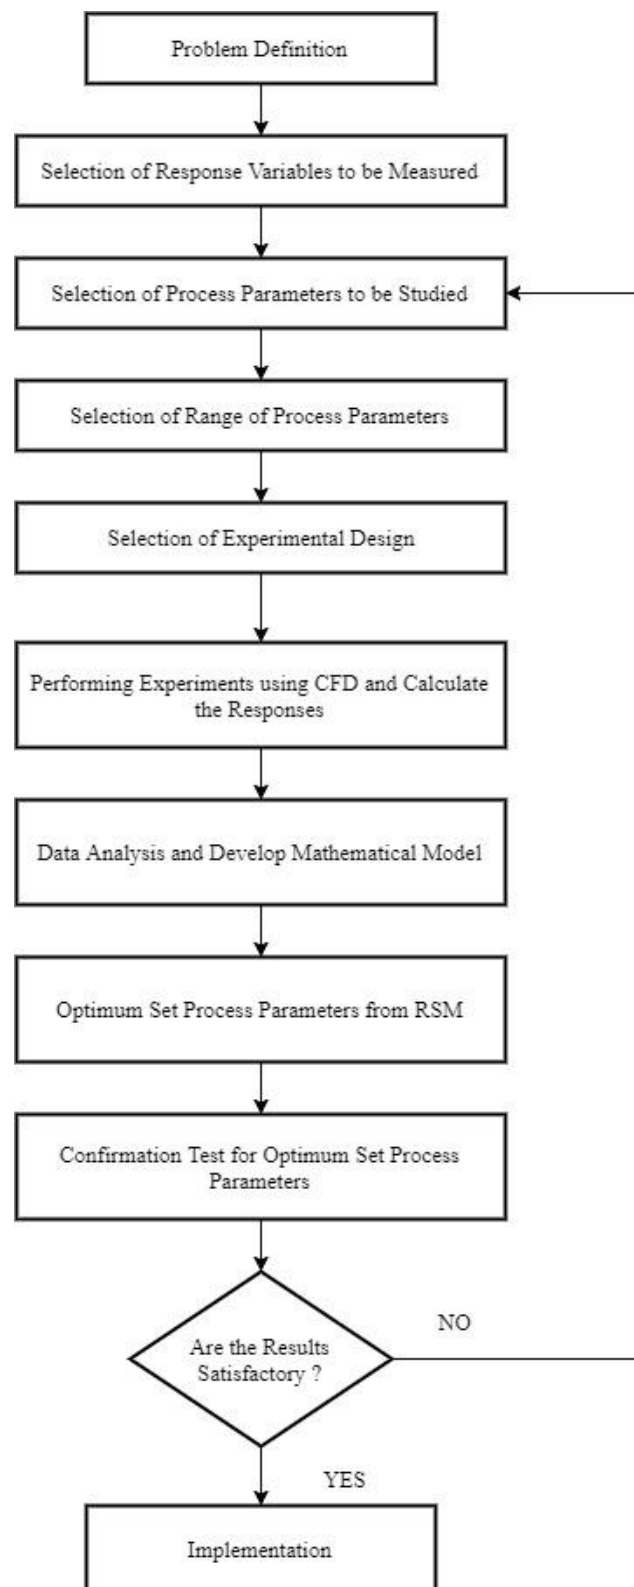 Problem Definition
Selection of Response Variables to be Measured
Selection of Process Parameters to be Studied
Selection of Range of Process Parameters
Selection of Experimental Design
Performing Experiments using CFD and Calculate
the Responses
Data Analysis and Develop Mathematical Model
Optimum Set Process Parameters from RSM
Confirmation Test for Optimum Set Process
Parameters
Are the Results
Satisfactory ?
NO
YES
Implementation